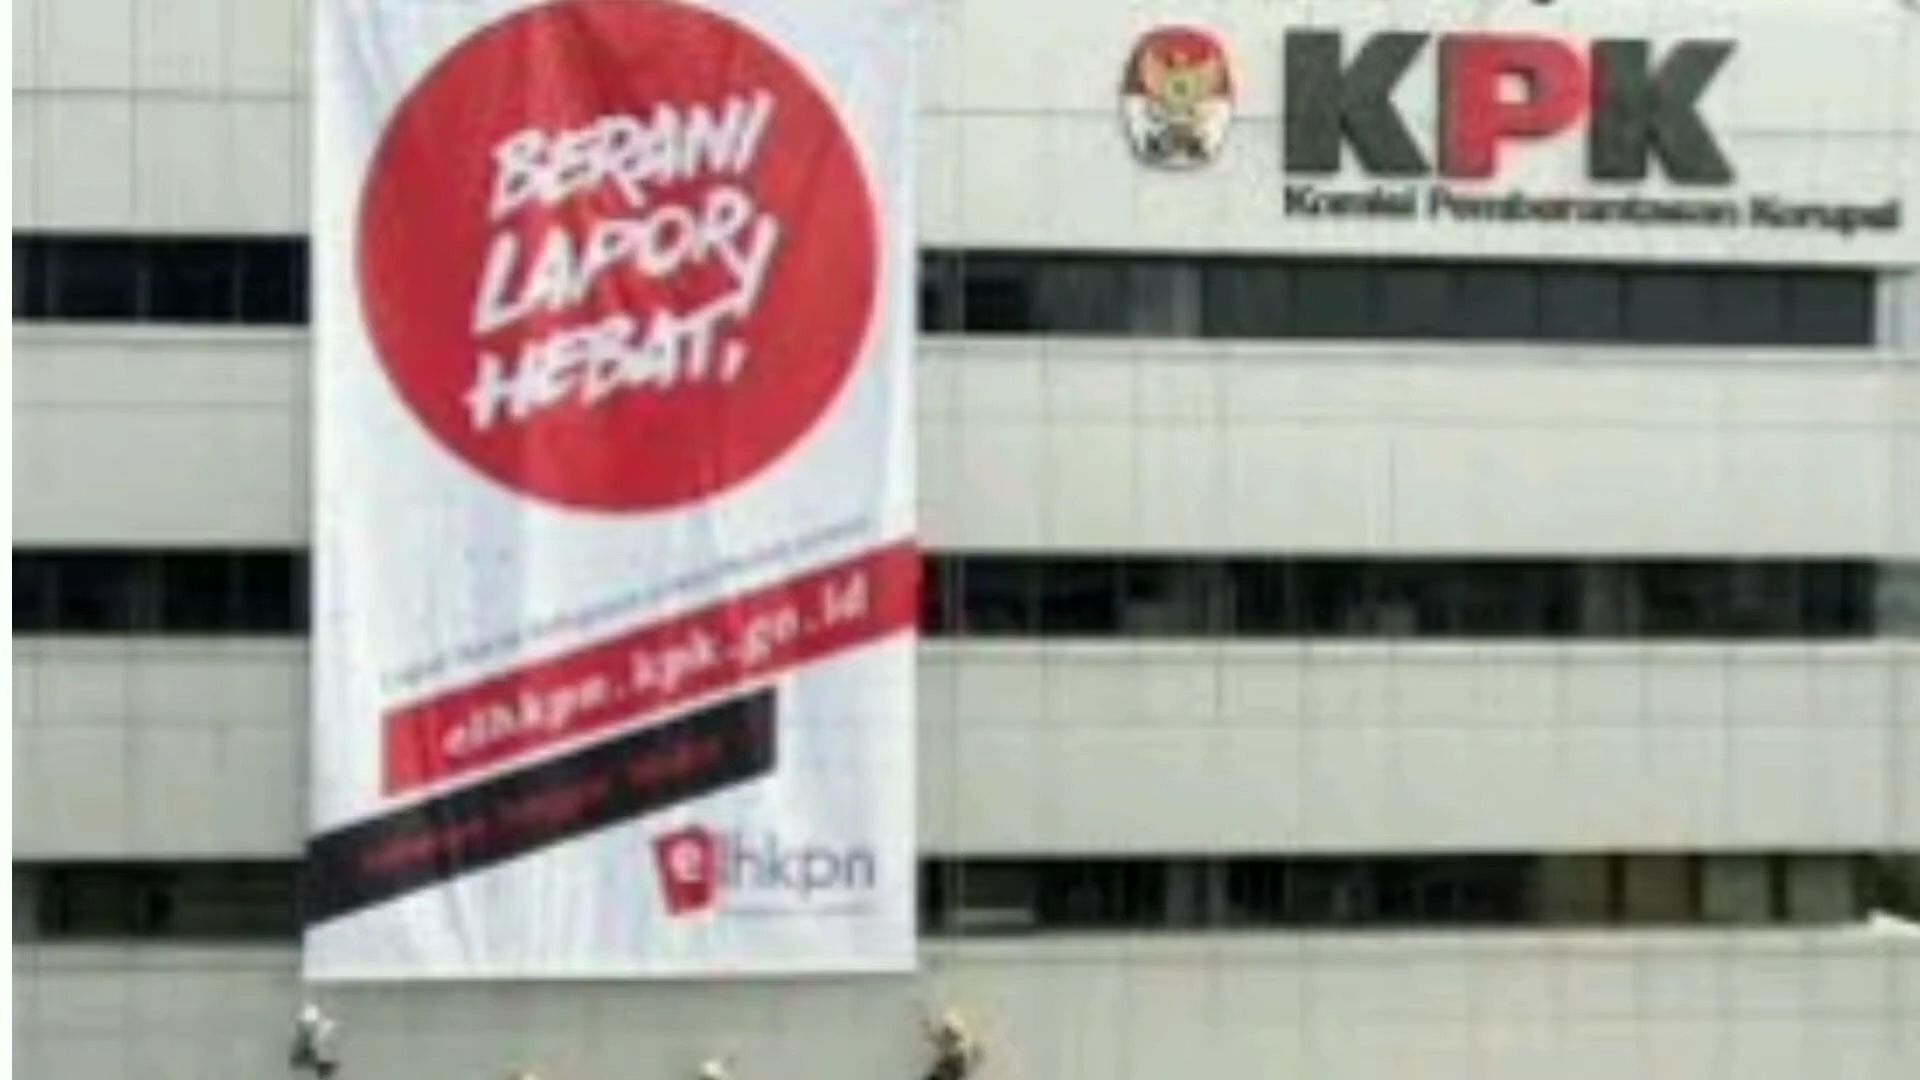 BERANI
LAPOR,
HEBAT,
elhkpn.kpk.go.id
elhkpn
KPK
KPK
Komisi Pemberantasan Korupsi